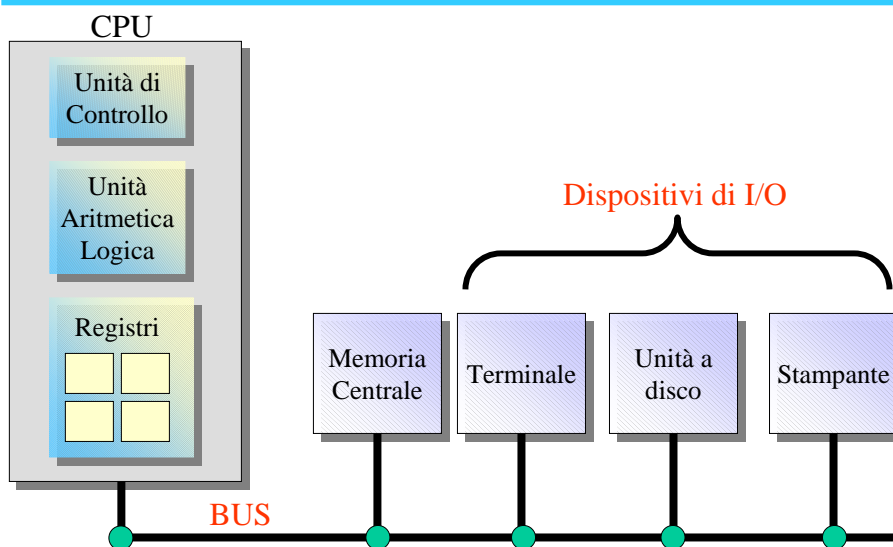 CPU
Unità di
Controllo
Unità
Aritmetica
Logica
Registri
Dispositivi di I/O
Memoria
Centrale
Terminale
Unità a
disco
Stampante
BUS